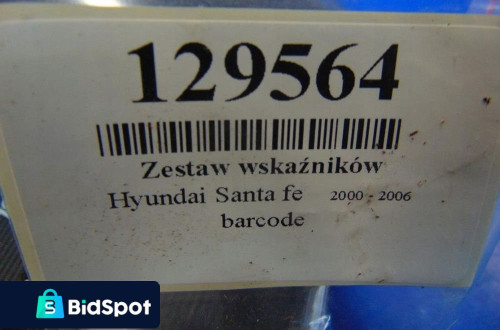 129564
Zestaw wskaźników
Hyundai Santa fe 2000 - 2006
barcode
BidSpot